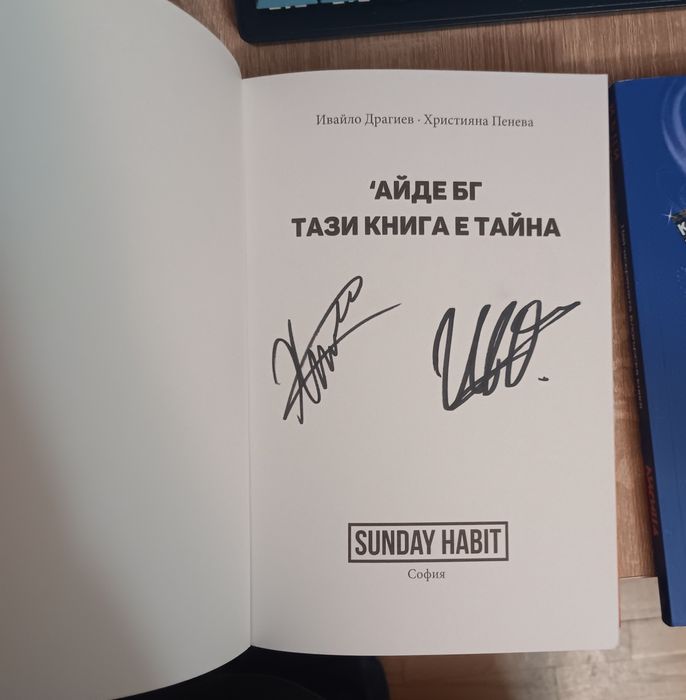 Ивайло Драгиев · Християна Пенева
‘АЙДЕ БГ
ТАЗИ КНИГА Е ТАЙНА
SUNDAY HABIT
София